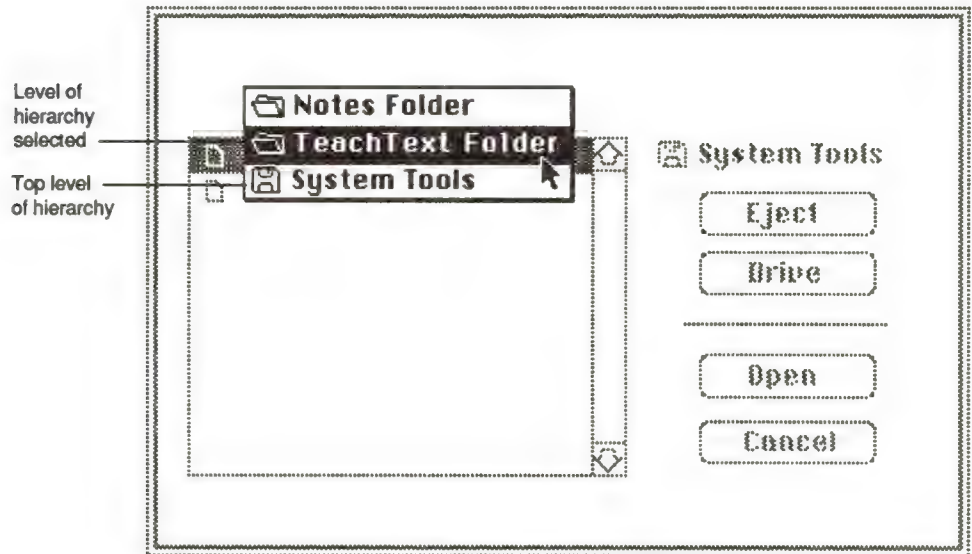 Level of
hierarchy
selected
Top level
of hierarchy
Notes Folder
TeachText Folder
System Tools
System Tools
Eject
Drive
Open
Cancel